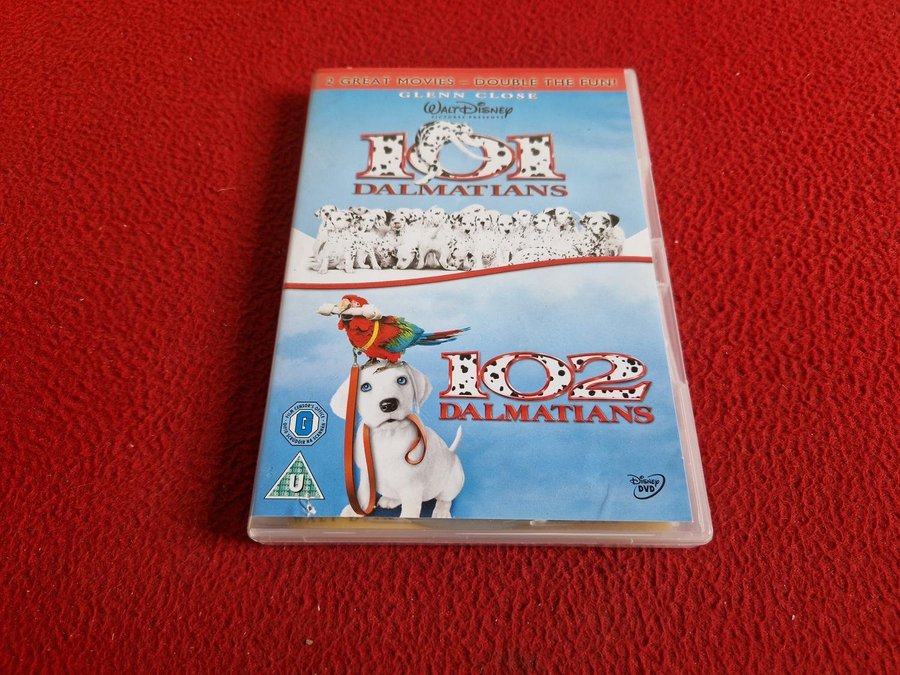 2 GREAT MOVIES – DOUBLE THE FUN!
GLENN CLOSE
WALT DISNEY
PICTURES PRESENTS
101
DALMATIANS
102
DALMATIANS
U
DISNEY
DVD